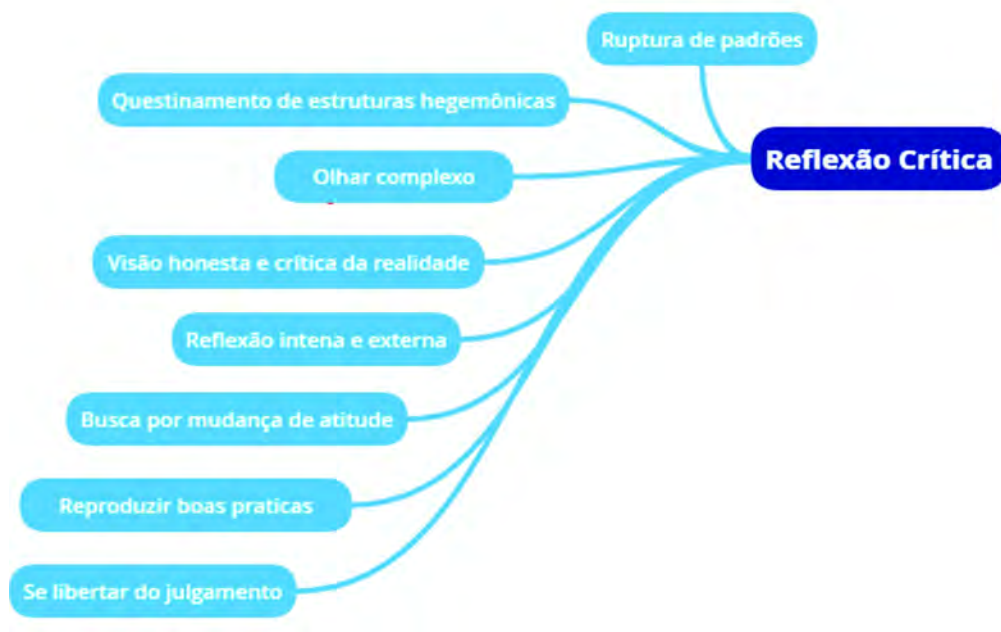 Ruptura de padrões
Questinamento de estruturas hegemônicas
Reflexão Crítica
Olhar complexo
Visão honesta e crítica da realidade
Reflexão intena e externa
Busca por mudança de atitude
Reproduzir boas praticas
Se libertar do julgamento